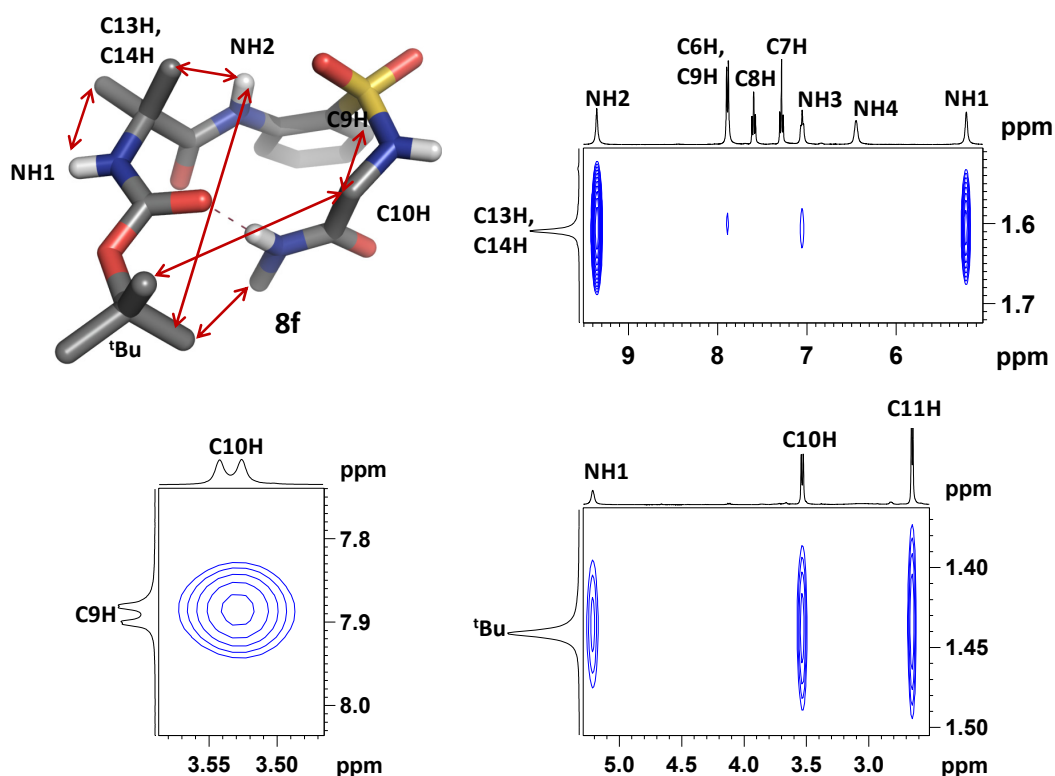 C13H,
C14H
NH2
C9H
NH1
C10H
8f
ᵗBu
C6H,
C9H
C7H
C8H
NH2
NH3
NH4
NH1
ppm
C13H,
C14H
1.6
1.7
9
8
7
6
ppm
C10H
ppm
7.8
C9H
7.9
8.0
3.55
3.50
ppm
C11H
C10H
NH1
ppm
1.40
ᵗBu
1.45
1.50
5.0
4.5
4.0
3.5
3.0
ppm